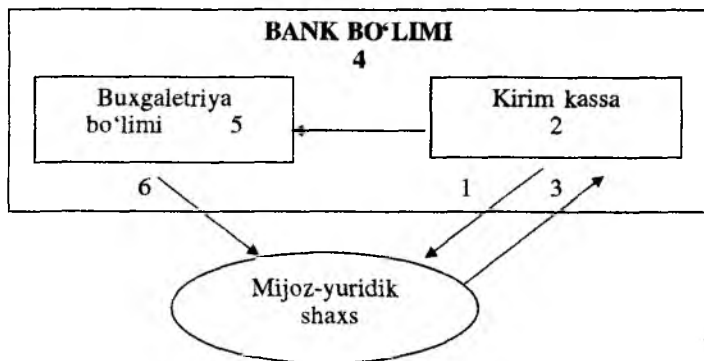 BANK BO‘LIMI
4
Buxgaletriya
bo‘limi 5
Kirim kassa
2
6
1
3
Mijoz-yuridik
shaxs